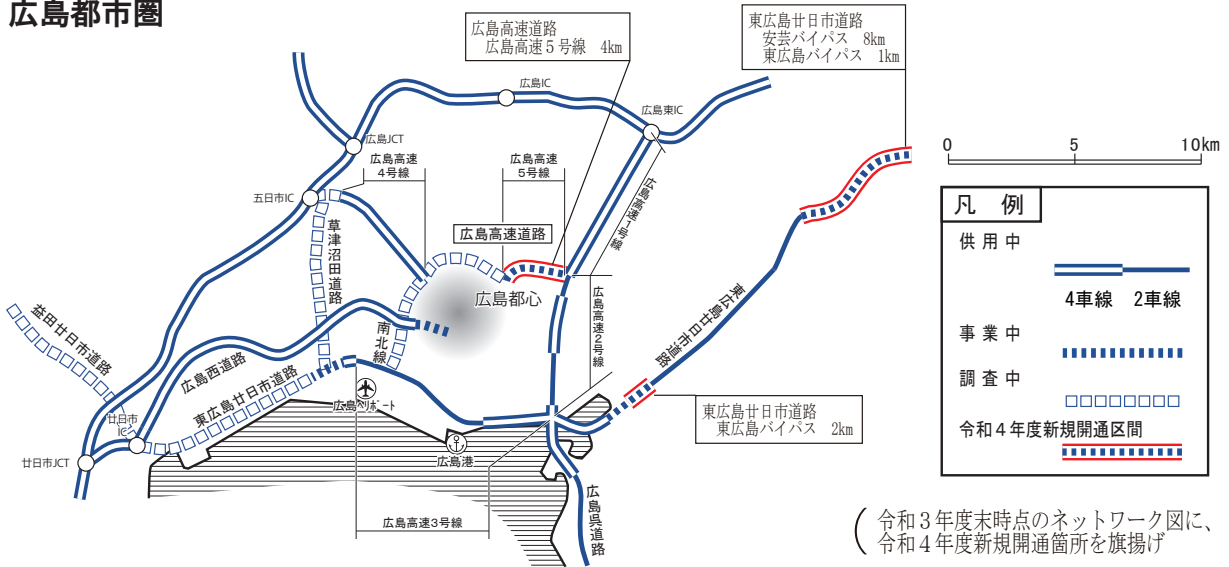 広島都市圏
広島高速道路
広島高速5号線 4km
東広島廿日市道路
安芸バイパス 8km
東広島バイパス 1km
広島IC
広島東IC
広島JCT
広島高速
4号線
広島高速
5号線
広島高速1号線
五日市IC
草津沼田道路
広島高速道路
広島都心
広島高速2号線
東広島廿日市道路
南北線
益田廿日市道路
広島西道路
東広島廿日市道路
広島ヘリポート
廿日市
IC
廿日市JCT
広島港
広島高速3号線
広島呉道路
東広島廿日市道路
東広島バイパス 2km
0 5 10km
凡 例
供用中
4車線 2車線
事業中
調査中
令和4年度新規開通区間
(令和3年度末時点のネットワーク図に、
令和4年度新規開通箇所を旗揚げ